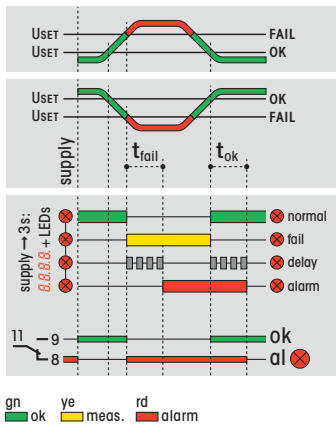 USET FAIL
USET OK
USET OK
USET FAIL
supply tfail tok
supply → 3s:
8.8.8.8. + LEDs
normal
fail
delay
alarm
11 9 ok
8 al
gn ye rd
ok meas. alarm